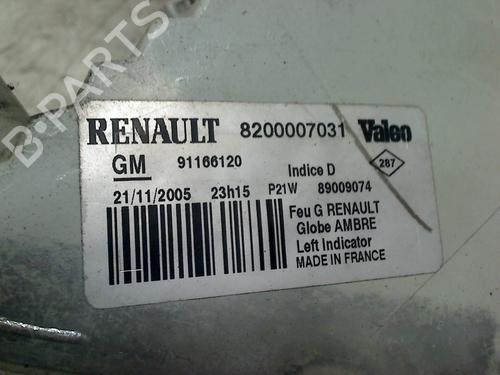 B-PARTS
RENAULT 8200007031 Valeo
GM 91166120 Indice D 287
21/11/2005 23h15 P21W 89009074
Feu G RENAULT
Globe AMBRE
Left Indicator
MADE IN FRANCE